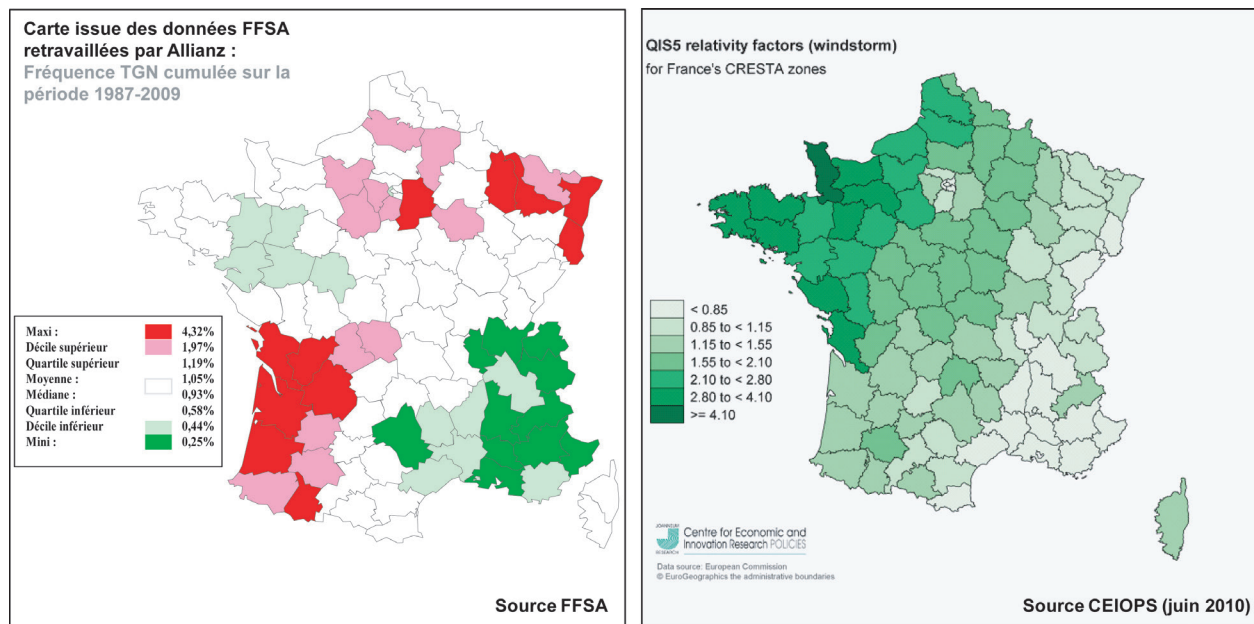 Carte issue des données FFSA
retravaillées par Allianz :
Fréquence TGN cumulée sur la
période 1987-2009
Maxi : 4,32%
Décile supérieur 1,97%
Quartile supérieur 1,19%
Moyenne : 1,05%
Médiane : 0,93%
Quartile inférieur 0,58%
Décile inférieur 0,44%
Mini : 0,25%
Source FFSA
QIS5 relativity factors (windstorm)
for France's CRESTA zones
< 0.85
0.85 to < 1.15
1.15 to < 1.55
1.55 to < 2.10
2.10 to < 2.80
2.80 to < 4.10
>= 4.10
JOANNEUM
RESEARCH
Centre for Economic and
Innovation Research POLICIES
Data source: European Commission
© EuroGeographics the administrative boundaries
Source CEIOPS (juin 2010)